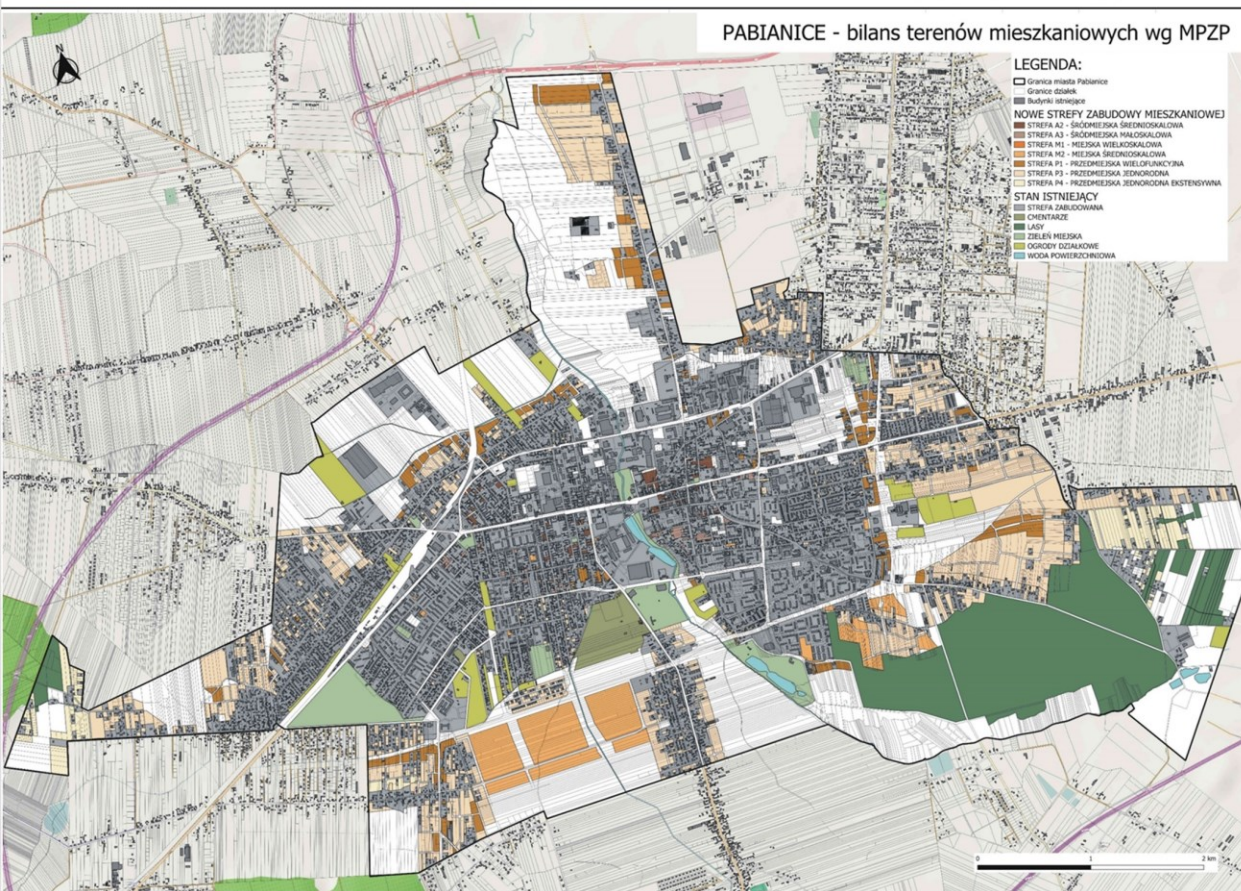 PABIANICE - bilans terenów mieszkaniowych wg MPZP
N
LEGENDA:
Granica miasta Pabianice
Granice działek
Budynki istniejące
NOWE STREFY ZABUDOWY MIESZKANIOWEJ
STREFA A2 - ŚRÓDMIEJSKA ŚREDNIOSKALOWA
STREFA A3 - ŚRÓDMIEJSKA MAŁOSKALOWA
STREFA M1 - MIEJSKA WIELKOSKALOWA
STREFA M2 - MIEJSKA ŚREDNIOSKALOWA
STREFA P1 - PRZEDMIEJSKA WIELOFUNKCYJNA
STREFA P3 - PRZEDMIEJSKA JEDNORODNA
STREFA P4 - PRZEDMIEJSKA JEDNORODNA EKSTENSYWNA
STAN ISTNIEJĄCY
STREFA ZABUDOWANA
CMENTARZE
LASY
ZIELEŃ MIEJSKA
OGRODY DZIAŁKOWE
WODA POWIERZCHNIOWA
0 1 2 km